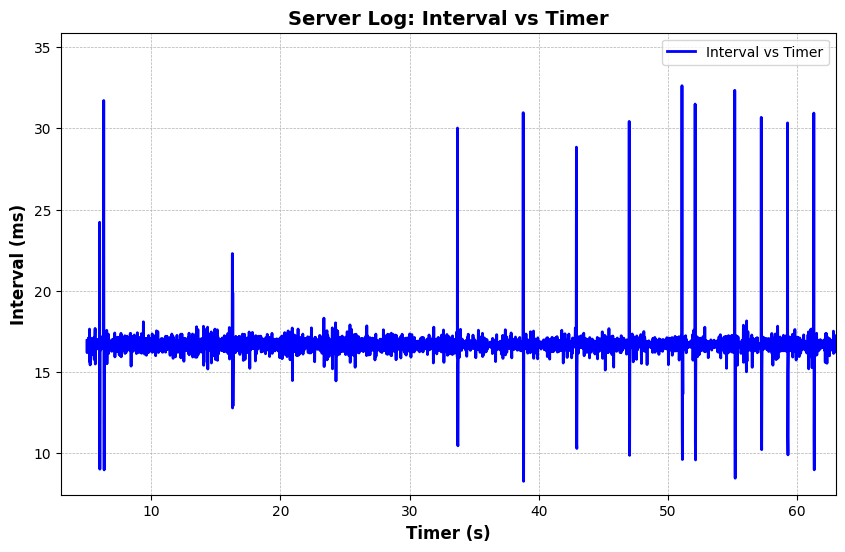 Server Log: Interval vs Timer
Interval vs Timer
35
30
25
20
15
10
Interval (ms)
10 20 30 40 50 60
Timer (s)